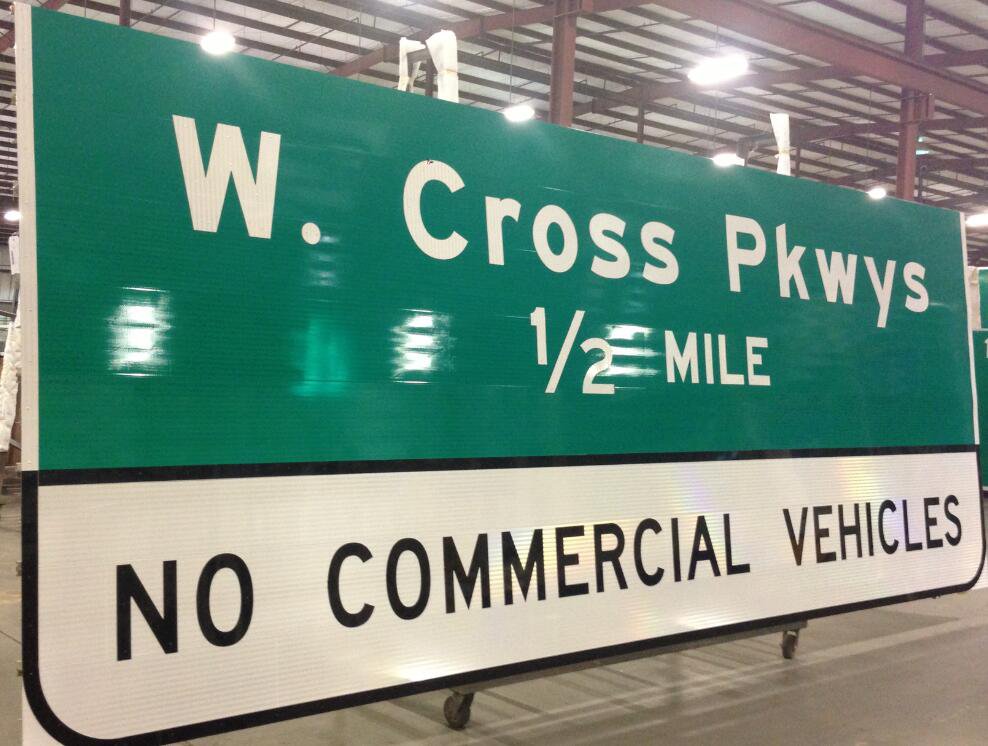 W. Cross Pkwys
1/2 MILE
NO COMMERCIAL VEHICLES